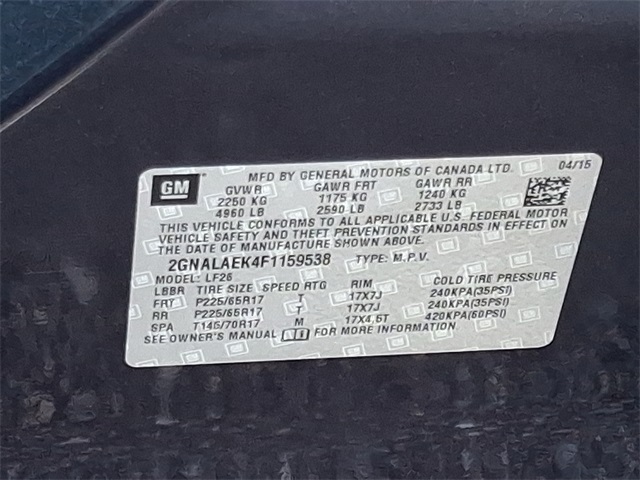 GM MFD BY GENERAL MOTORS OF CANADA LTD. 04/15
GVWR GAWR FRT GAWR RR
2250 KG 1175 KG 1240 KG
4960 LB 2590 LB 2733 LB
THIS VEHICLE CONFORMS TO ALL APPLICABLE U.S. FEDERAL MOTOR
VEHICLE SAFETY AND THEFT PREVENTION STANDARDS IN EFFECT ON
THE DATE OF MANUFACTURE SHOWN ABOVE.
2GNALAEK4F1159538 TYPE: M.P.V.
MODEL: LF26
LBBR TIRE SIZE SPEED RTG RIM COLD TIRE PRESSURE
FRT P225/65R17 T 17X7J 240KPA(35PSI)
RR P225/65R17 T 17X7J 240KPA(35PSI)
SPA T145/70R17 M 17X4.5T 420KPA(60PSI)
SEE OWNER'S MANUAL FOR MORE INFORMATION.